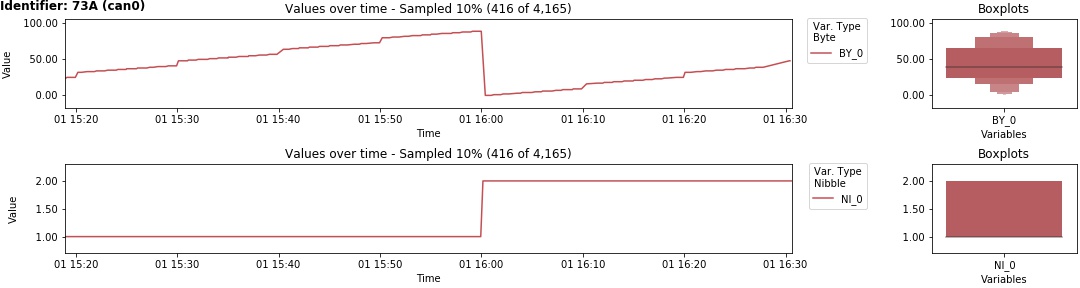 Identifier: 73A (can0)
Values over time - Sampled 10% (416 of 4,165)
Boxplots
Value
100.00
50.00
0.00
01 15:20 01 15:30 01 15:40 01 15:50 01 16:00 01 16:10 01 16:20 01 16:30
Time
Var. Type
Byte
BY_0
100.00
50.00
0.00
BY_0
Variables
Values over time - Sampled 10% (416 of 4,165)
Boxplots
Value
2.00
1.50
1.00
01 15:20 01 15:30 01 15:40 01 15:50 01 16:00 01 16:10 01 16:20 01 16:30
Time
Var. Type
Nibble
NI_0
2.00
1.50
1.00
NI_0
Variables